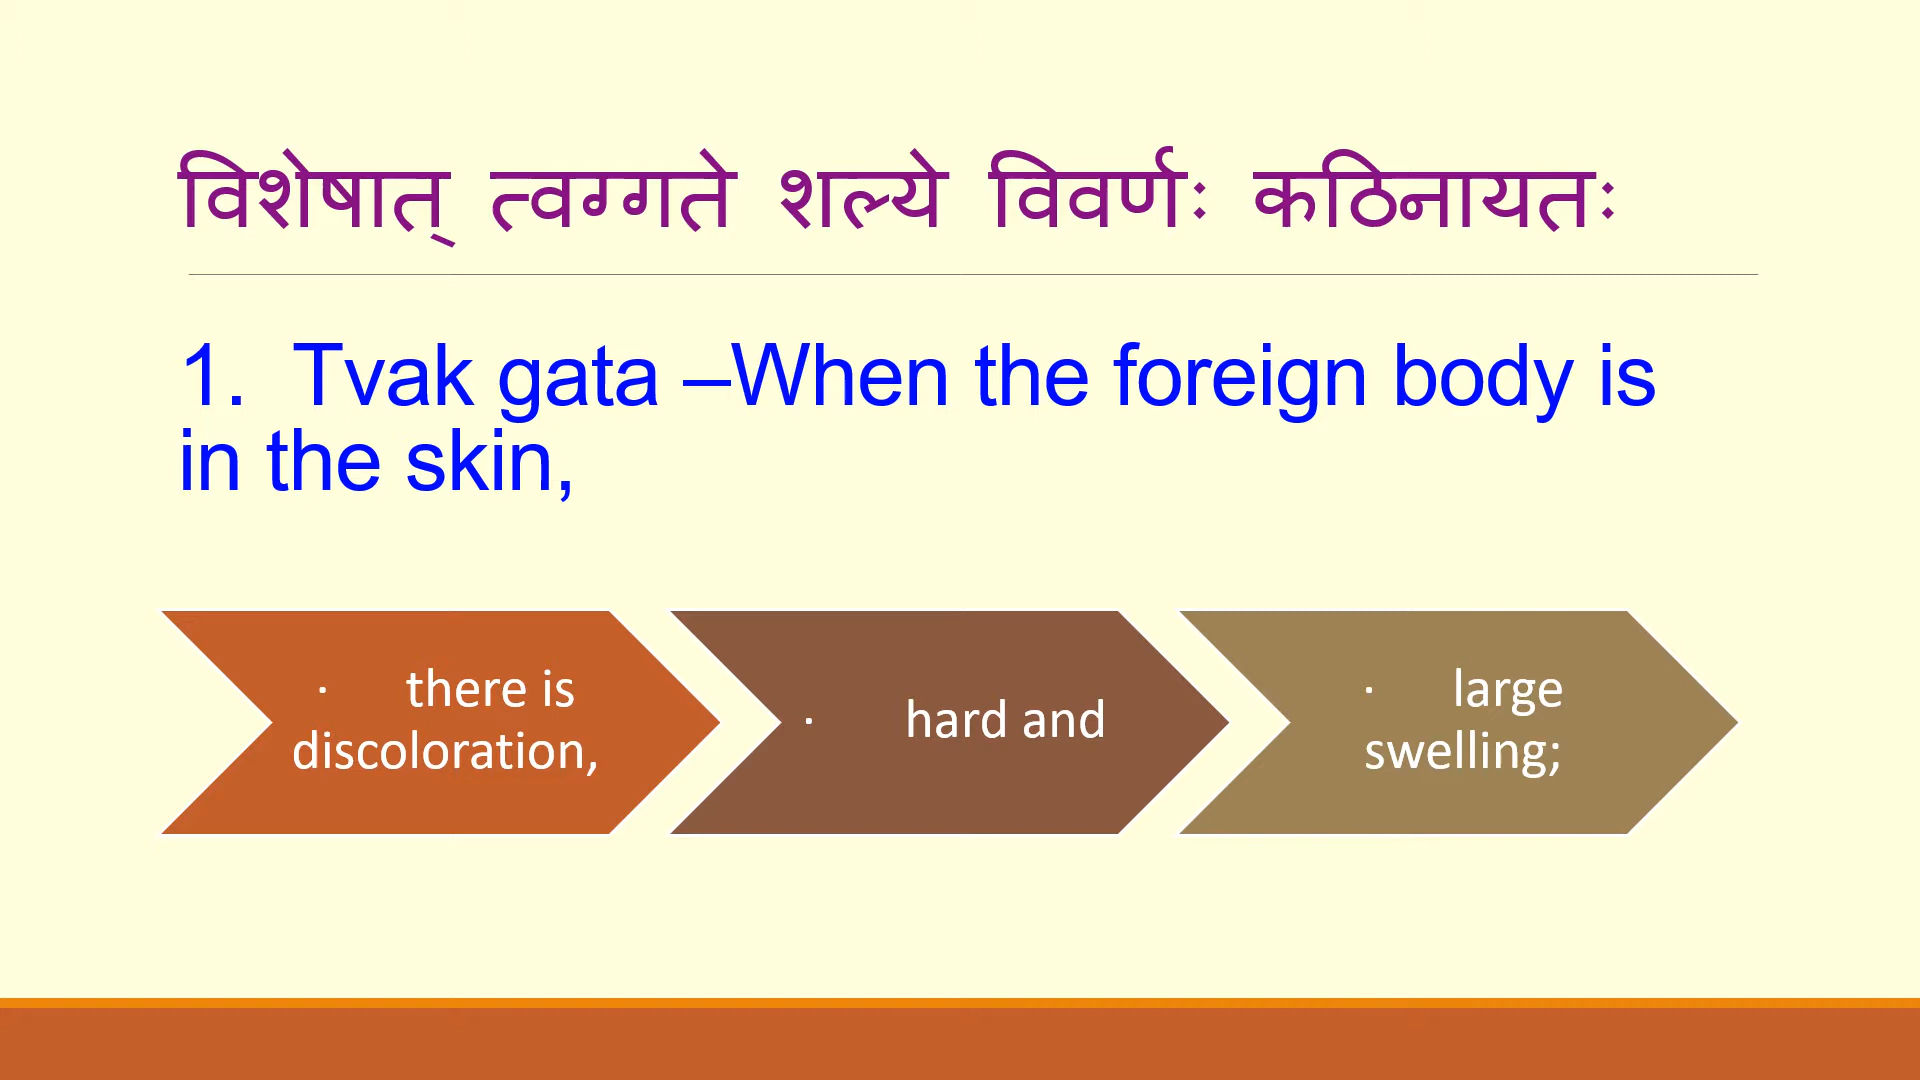 विशेषात् त्वग्गते शल्ये विवर्णः कठिनायतः
1. Tvak gata –When the foreign body is
in the skin,
· there is
discoloration,
· hard and
· large
swelling;